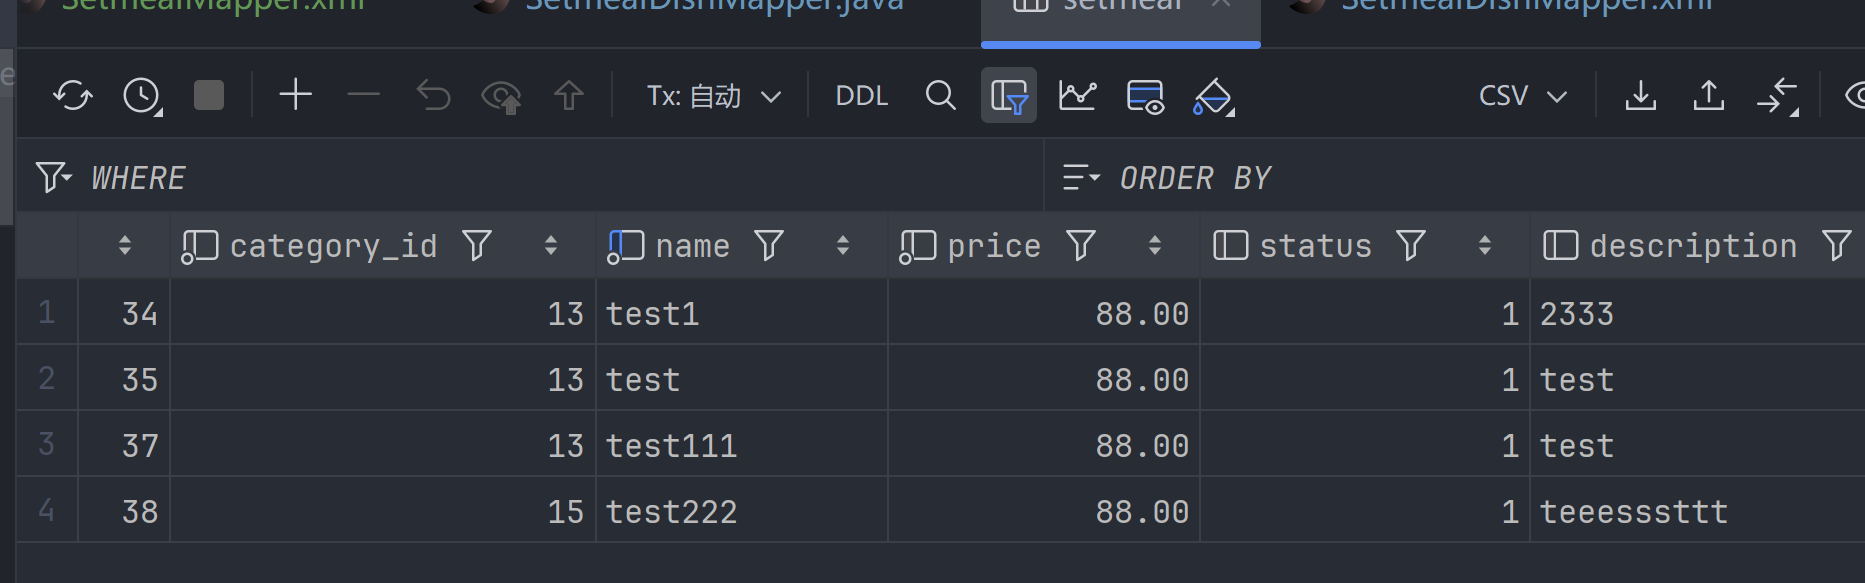 SetmealMapper.xml SetmealDishMapper.java setmeal SetmealDishMapper.xml
e
Tx: 自动 DDL CSV
WHERE ORDER BY
category_id name price status description
1 34 13 test1 88.00 1 2333
2 35 13 test 88.00 1 test
3 37 13 test111 88.00 1 test
4 38 15 test222 88.00 1 teeesssttt